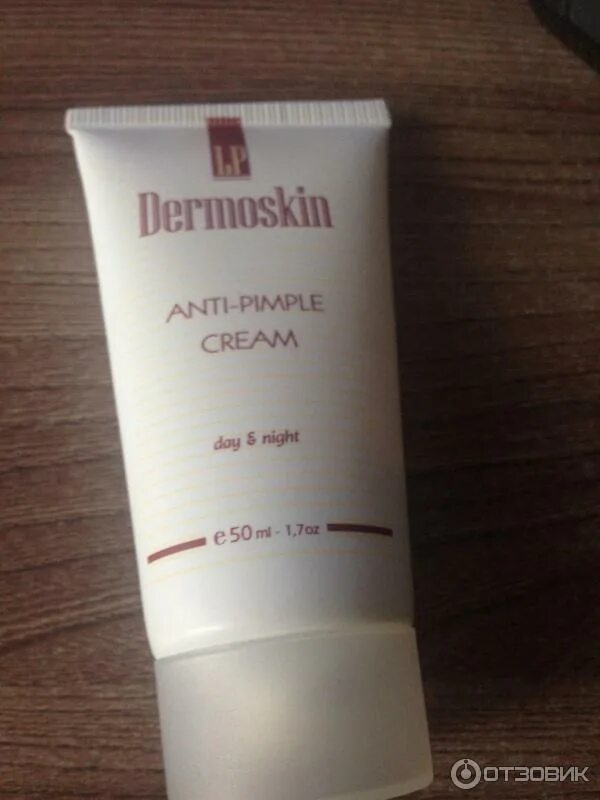 LP
Dermoskin
ANTI-PIMPLE
CREAM
day & night
e 50 ml - 1,7oz
ОТЗОВИК